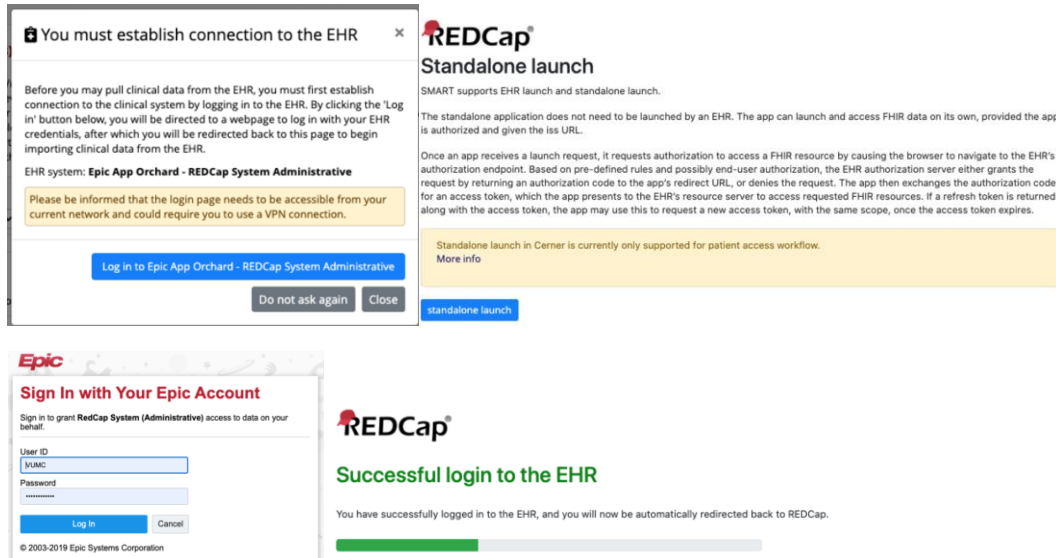 You must establish connection to the EHR ×
Before you may pull clinical data from the EHR, you must first establish
connection to the clinical system by logging in to the EHR. By clicking the 'Log
in' button below, you will be directed to a webpage to log in with your EHR
credentials, after which you will be redirected back to this page to begin
importing clinical data from the EHR.
EHR system: Epic App Orchard - REDCap System Administrative
Please be informed that the login page needs to be accessible from your
current network and could require you to use a VPN connection.
Log in to Epic App Orchard - REDCap System Administrative
Do not ask again Close
REDCap®
Standalone launch
SMART supports EHR launch and standalone launch.
The standalone application does not need to be launched by an EHR. The app can launch and access FHIR data on its own, provided the app
is authorized and given the iss URL.
Once an app receives a launch request, it requests authorization to access a FHIR resource by causing the browser to navigate to the EHR's
authorization endpoint. Based on pre-defined rules and possibly end-user authorization, the EHR authorization server either grants the
request by returning an authorization code to the app's redirect URL, or denies the request. The app then exchanges the authorization code
for an access token, which the app presents to the EHR's resource server to access requested FHIR resources. If a refresh token is returned
along with the access token, the app may use this to request a new access token, with the same scope, once the access token expires.
Standalone launch in Cerner is currently only supported for patient access workflow.
More info
standalone launch
Epic
Sign In with Your Epic Account
Sign in to grant RedCap System (Administrative) access to data on your
behalf.
User ID
VUMC
Password
Log In Cancel
© 2003-2019 Epic Systems Corporation
REDCap®
Successful login to the EHR
You have successfully logged in to the EHR, and you will now be automatically redirected back to REDCap.